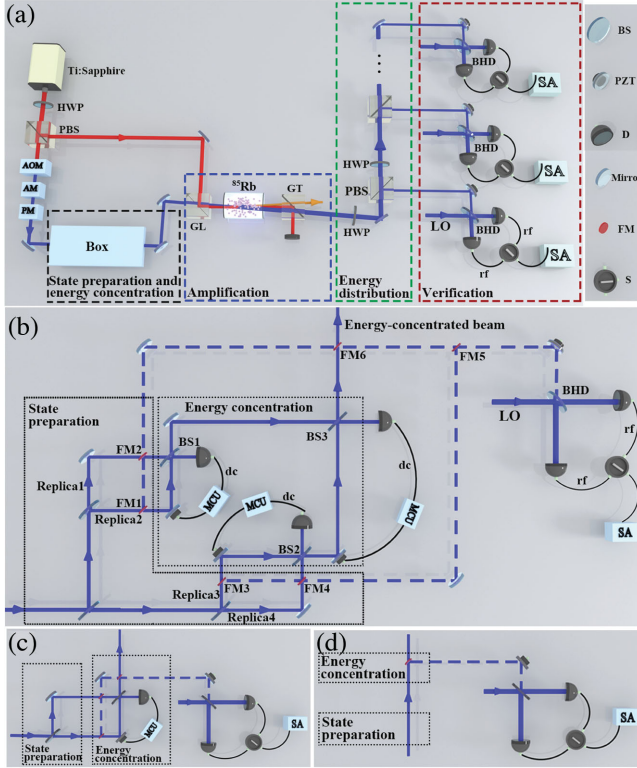 (a)
Ti:Sapphire
HWP
PBS
AOM
AM
PM
Box
State preparation and
energy concentration
GL
85Rb
GT
HWP
Amplification
HWP
PBS
Energy
distribution
BHD
SA
BHD
SA
LO
BHD
rf
rf
SA
Verification
BS
PZT
D
Mirro
FM
S
(b)
Energy-concentrated beam
FM6
FM5
State
preparation
Energy concentration
FM2
BS1
BS3
Replica1
dc
FM1
MCU
Replica2
MCU
dc
MCU
BS2
Replica3
FM3
FM4
Replica4
LO
BHD
rf
rf
SA
(c)
State
preparation
Energy
concentration
MCU
SA
(d)
Energy
concentration
State
preparation
SA